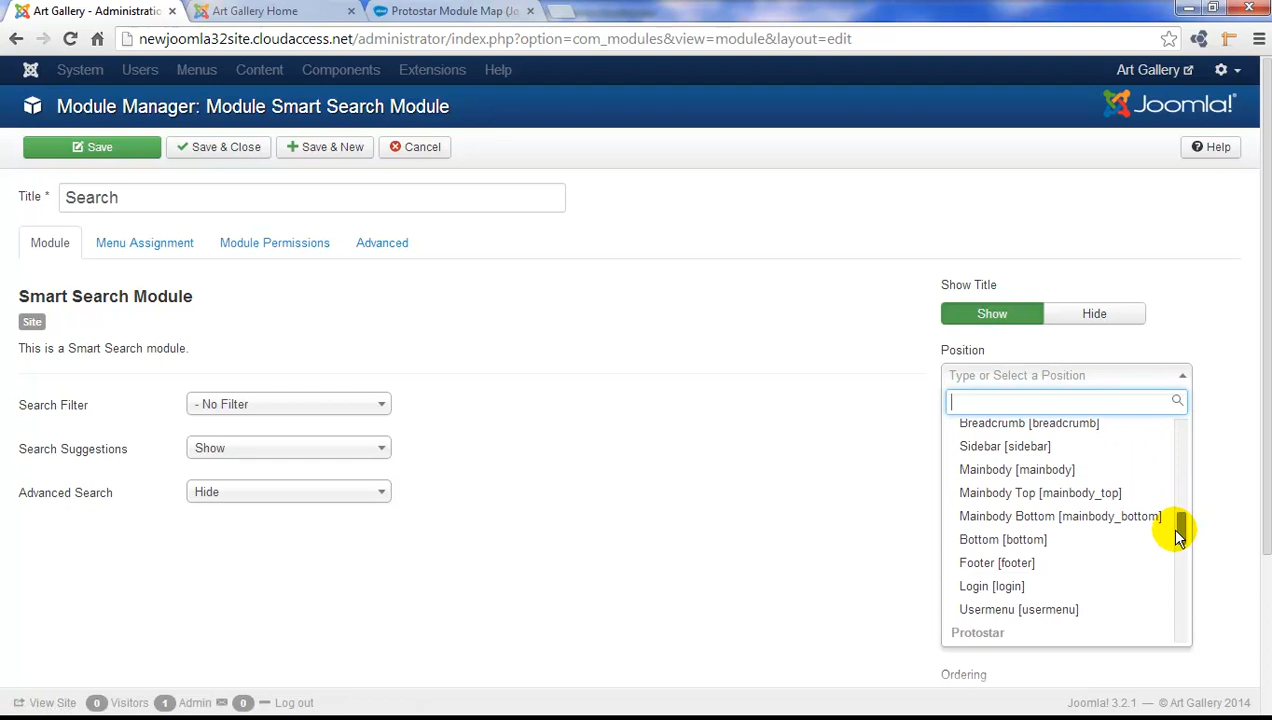 Art Gallery - Administratio
Art Gallery Home
Protostar Module Map (Jo
newjoomla32site.cloudaccess.net/administrator/index.php?option=com_modules&view=module&layout=edit
System Users Menus Content Components Extensions Help Art Gallery
Module Manager: Module Smart Search Module
Joomla!®
Save Save & Close Save & New Cancel Help
Title * Search
Module Menu Assignment Module Permissions Advanced
Show Title
Smart Search Module
Show Hide
Site
This is a Smart Search module.
Position
Type or Select a Position
Search Filter - No Filter
Breadcrumb [breadcrumb]
Search Suggestions Show
Sidebar [sidebar]
Mainbody [mainbody]
Advanced Search Hide
Mainbody Top [mainbody_top]
Mainbody Bottom [mainbody_bottom]
Bottom [bottom]
Footer [footer]
Login [login]
Usermenu [usermenu]
Protostar
Ordering
View Site 0 Visitors 1 Admin 0 Log out Joomla! 3.2.1 — © Art Gallery 2014